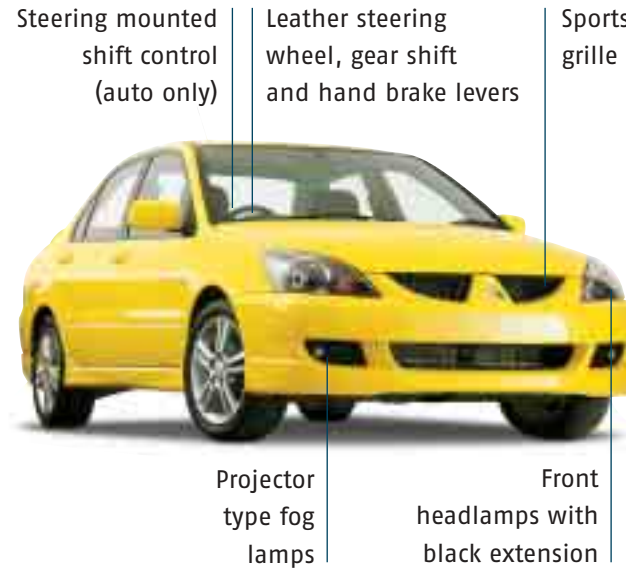 Steering mounted
shift control
(auto only)
Leather steering
wheel, gear shift
and hand brake levers
Sports
grille
Projector
type fog
lamps
Front
headlamps with
black extension